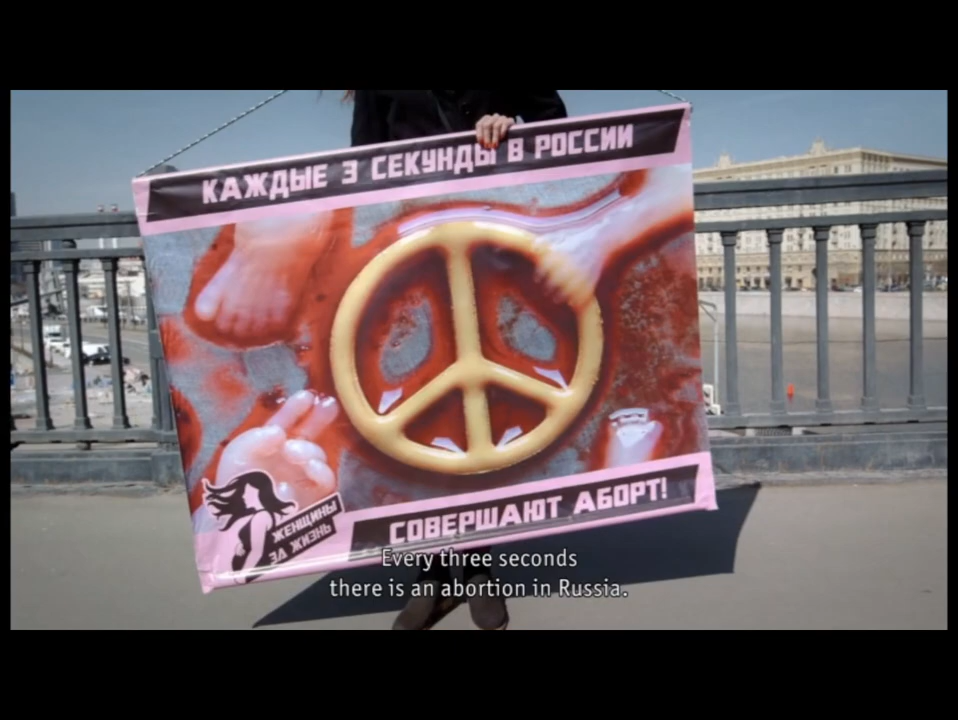 КАЖДЫЕ 3 СЕКУНДЫ В РОССИИ
СОВЕРШАЮТ АБОРТ!
ЖЕНЩИНЫ
ЗА ЖИЗНЬ
Every three seconds
there is an abortion in Russia.